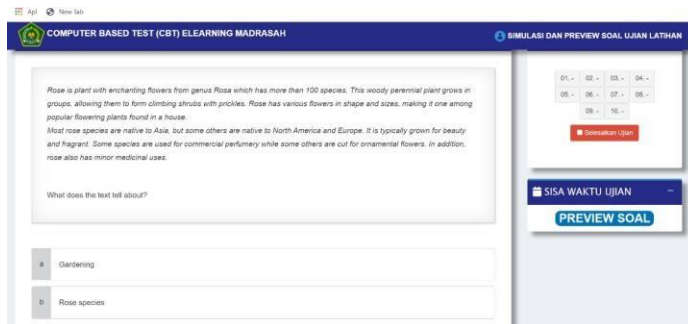 Apl New Tab
COMPUTER BASED TEST (CBT) ELEARNING MADRASAH
SIMULASI DAN PREVIEW SOAL UJIAN LATIHAN
Rose is plant with enchanting flowers from genus Rosa which has more than 100 species. This woody perennial plant grows in
groups, allowing them to form climbing shrubs with prickles. Rose has various flowers in shape and sizes, making it one among
popular flowering plants found in a house.
Most rose species are native to Asia, but some others are native to North America and Europe. It is typically grown for beauty
and fragrant. Some species are used for commercial perfumery while some others are cut for ornamental flowers. In addition,
rose also has minor medicinal uses.
What does the text tell about?
a Gardening
b Rose species
01. - 02. - 03. - 04. -
05. - 06. - 07. - 08. -
09. - 10. -
Selesaikan Ujian
SISA WAKTU UJIAN −
PREVIEW SOAL